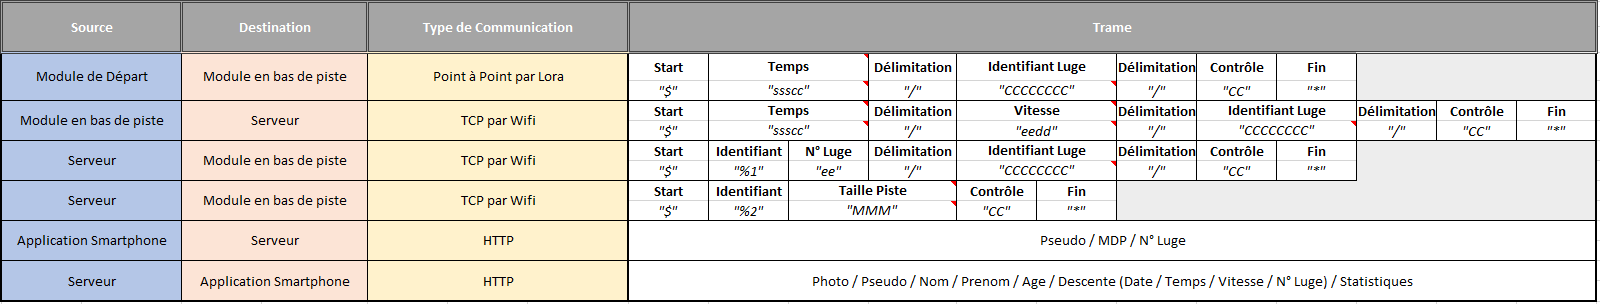 Source Destination Type de Communication Trame
Module de Départ Module en bas de piste Point à Point par Lora
Start Temps Délimitation Identifiant Luge Délimitation Contrôle Fin
"$" "ssscc" "/" "CCCCCCCC" "/" "CC" "*"
Module en bas de piste Serveur TCP par Wifi
Start Temps Délimitation Vitesse Délimitation Identifiant Luge Délimitation Contrôle Fin
"$" "ssscc" "/" "eedd" "/" "CCCCCCCC" "/" "CC" "*"
Serveur Module en bas de piste TCP par Wifi
Start Identifiant N° Luge Délimitation Identifiant Luge Délimitation Contrôle Fin
"$" "%1" "ee" "/" "CCCCCCCC" "/" "CC" "*"
Serveur Module en bas de piste TCP par Wifi
Start Identifiant Taille Piste Contrôle Fin
"$" "%2" "MMM" "CC" "*"
Application Smartphone Serveur HTTP Pseudo / MDP / N° Luge
Serveur Application Smartphone HTTP Photo / Pseudo / Nom / Prenom / Age / Descente (Date / Temps / Vitesse / N° Luge) / Statistiques